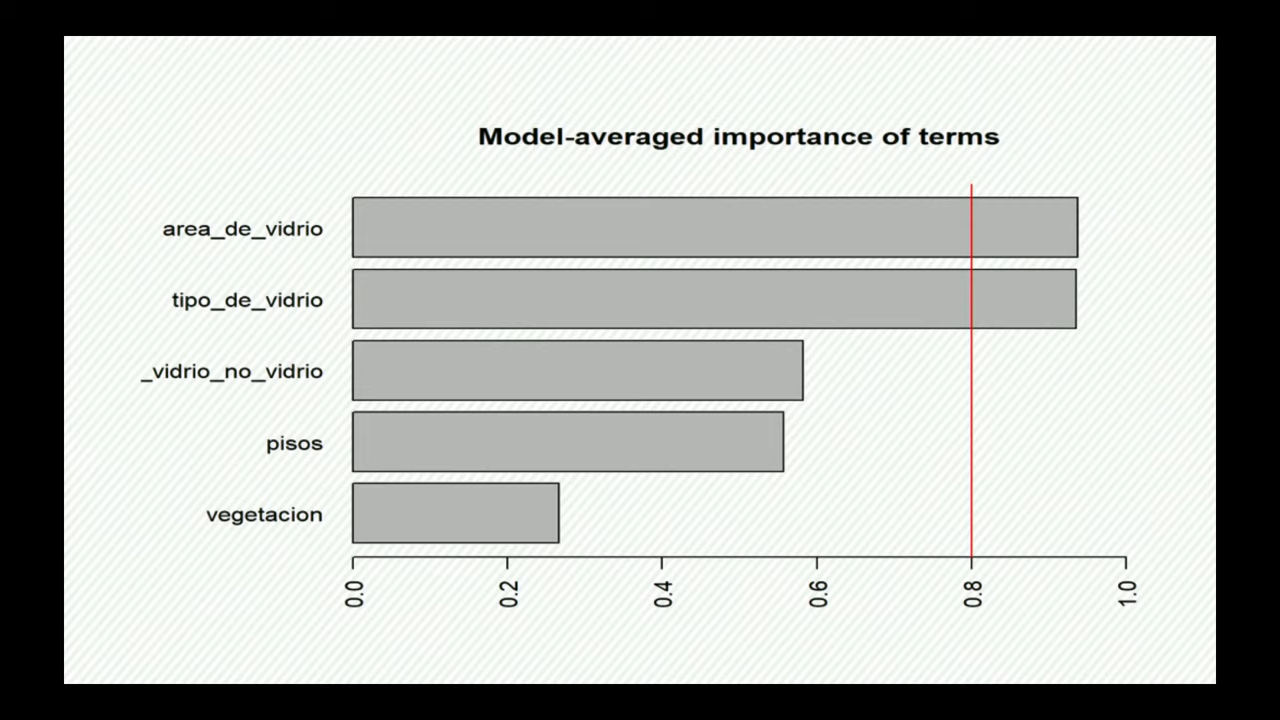 Model-averaged importance of terms
area_de_vidrio
tipo_de_vidrio
_vidrio_no_vidrio
pisos
vegetacion
0.0
0.2
0.4
0.6
0.8
1.0